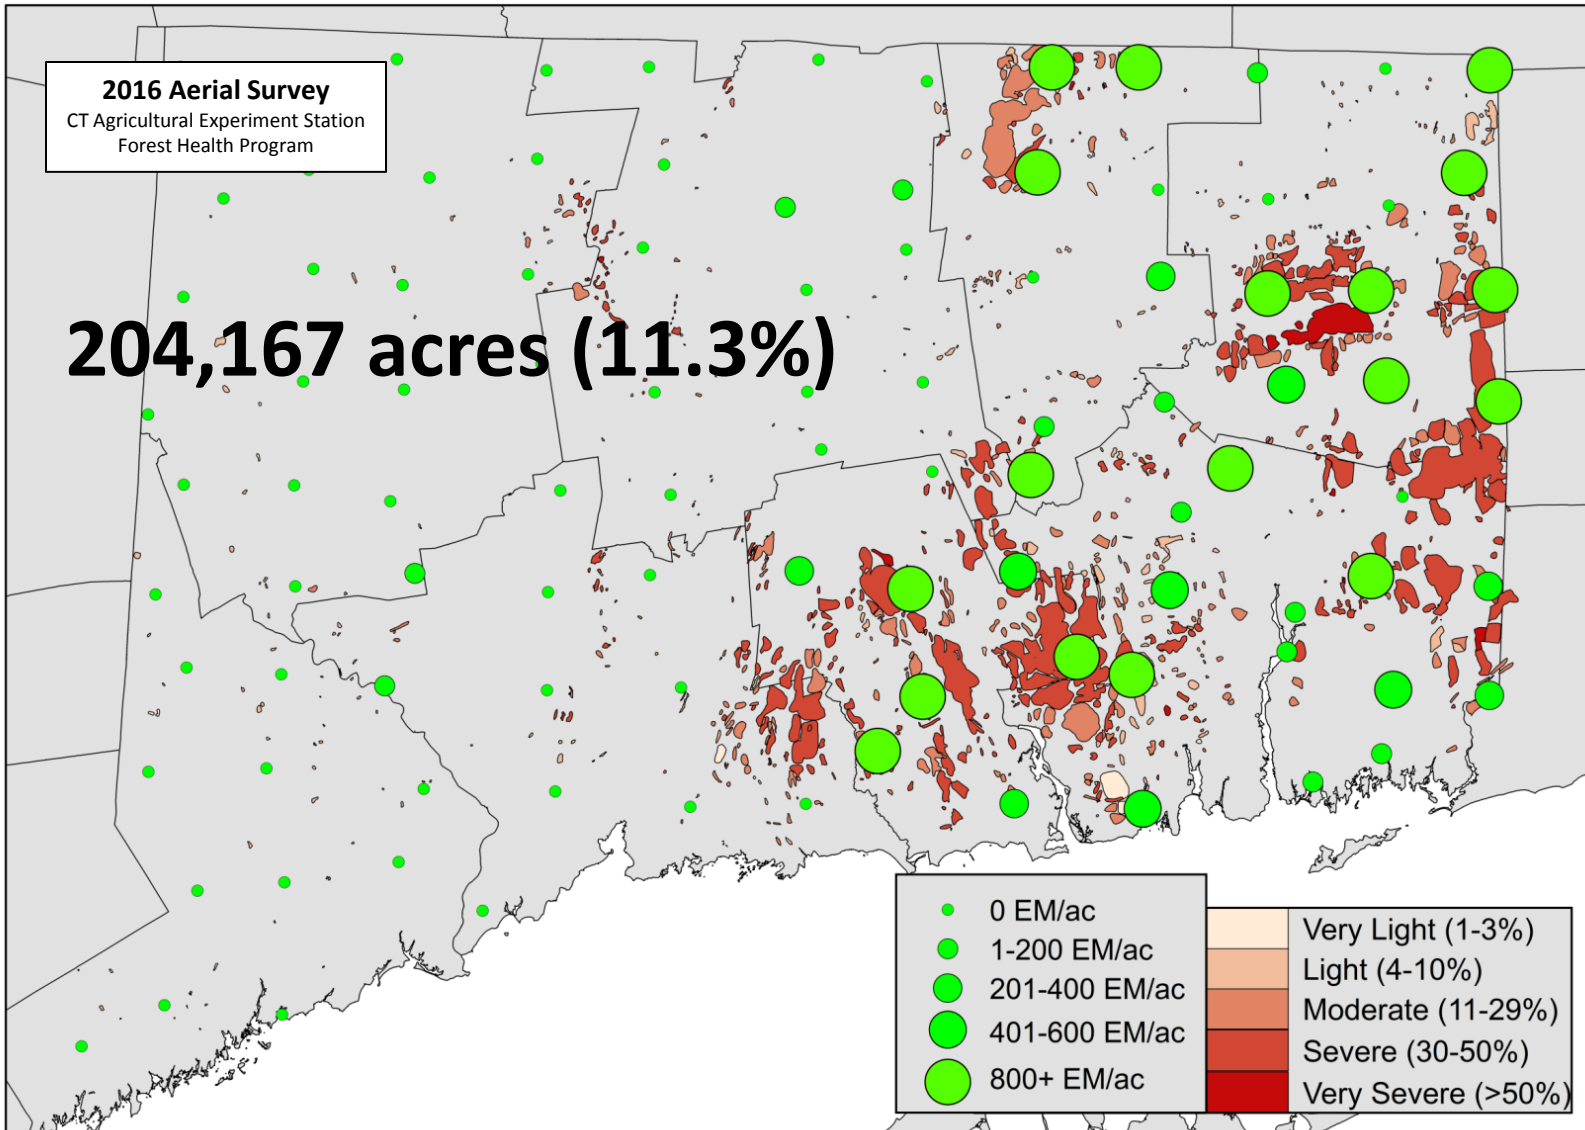 2016 Aerial Survey
CT Agricultural Experiment Station
Forest Health Program
204,167 acres (11.3%)
0 EM/ac
1-200 EM/ac
201-400 EM/ac
401-600 EM/ac
800+ EM/ac
Very Light (1-3%)
Light (4-10%)
Moderate (11-29%)
Severe (30-50%)
Very Severe (>50%)